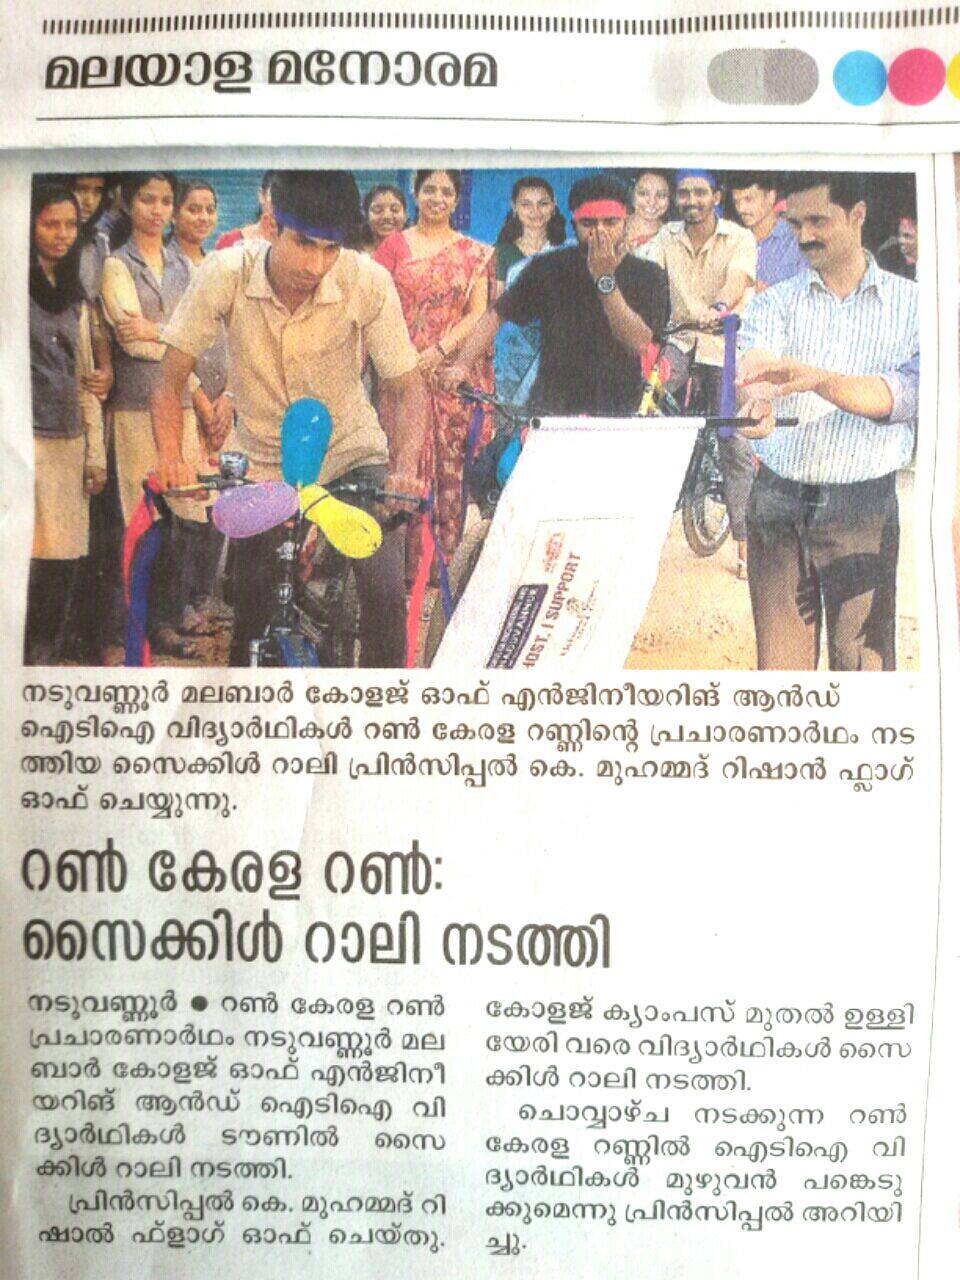 മലയാള മനോരമ
HOST. I SUPPORT
നടുവണ്ണൂർ മലബാർ കോളജ് ഓഫ് എൻജിനീയറിങ് ആൻഡ്
ഐടിഐ വിദ്യാർഥികൾ റൺ കേരള റണ്ണിന്റെ പ്രചാരണാർഥം നട
ത്തിയ സൈക്കിൾ റാലി പ്രിൻസിപ്പൽ കെ. മുഹമ്മദ് റിഷാൻ ഫ്ലാഗ്
ഓഫ് ചെയ്യുന്നു.
റൺ കേരള റൺ:
സൈക്കിൾ റാലി നടത്തി
നടുവണ്ണൂർ ● റൺ കേരള റൺ
പ്രചാരണാർഥം നടുവണ്ണൂർ മല
ബാർ കോളജ് ഓഫ് എൻജിനീ
യറിങ് ആൻഡ് ഐടിഐ വി
ദ്യാർഥികൾ ടൗണിൽ സൈ
ക്കിൾ റാലി നടത്തി.
പ്രിൻസിപ്പൽ കെ. മുഹമ്മദ് റി
ഷാൽ ഫ്ളാഗ് ഓഫ് ചെയ്തു.
കോളജ് ക്യാംപസ് മുതൽ ഉള്ളി
യേരി വരെ വിദ്യാർഥികൾ സൈ
ക്കിൾ റാലി നടത്തി.
ചൊവ്വാഴ്ച നടക്കുന്ന റൺ
കേരള റണ്ണിൽ ഐടിഐ വി
ദ്യാർഥികൾ മുഴുവൻ പങ്കെടു
ക്കുമെന്നു പ്രിൻസിപ്പൽ അറിയി
ച്ചു.